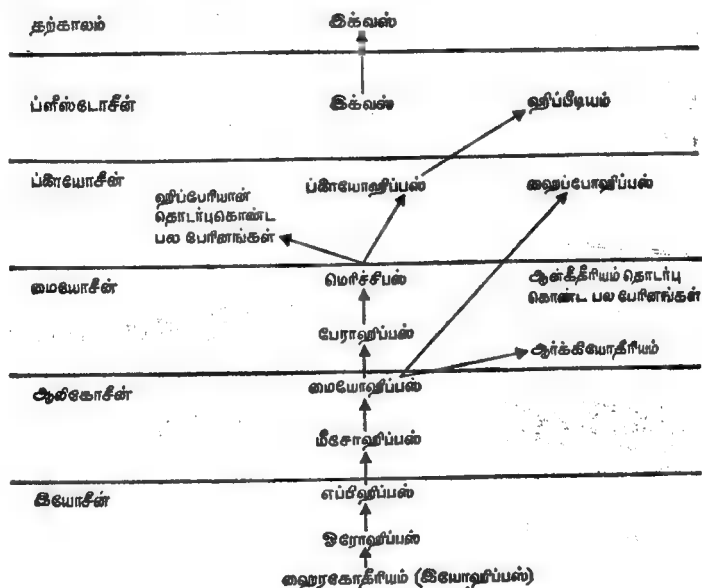 தற்காலம் இக்வஸ்
ப்ளீஸ்டோசீன் இக்வஸ் ஹிப்பீடியம்
ப்ளையோசீன் ப்ளையோஹிப்பஸ் ஹைப்போஹிப்பஸ்
ஹிப்பேரியான்
தொடர்புகொண்ட
பல பேரினங்கள்
மையோசீன் மெரிச்சிபஸ் ஆன்கீதீரியம் தொடர்பு
கொண்ட பல பேரினங்கள்
பேராஹிப்பஸ்
ஆர்க்கியோதீரியம்
ஆலிகோசீன் மையோஹிப்பஸ்
மீசோஹிப்பஸ்
இயோசீன் எப்பிஹிப்பஸ்
ஓரோஹிப்பஸ்
ஹைரகோதீரியம் (இயோஹிப்பஸ்)